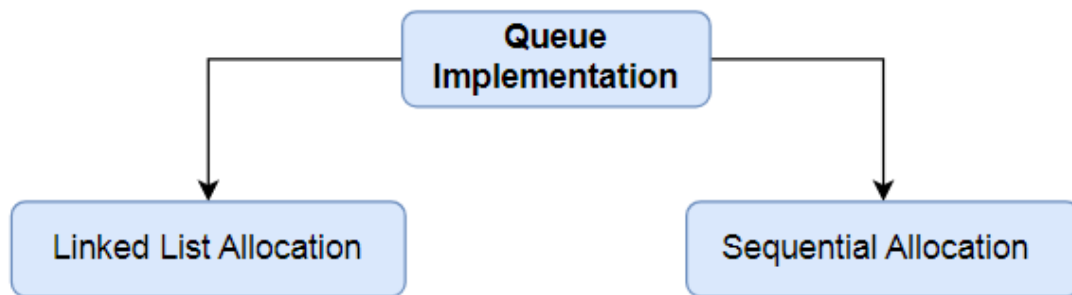 Queue
Implementation
Linked List Allocation
Sequential Allocation